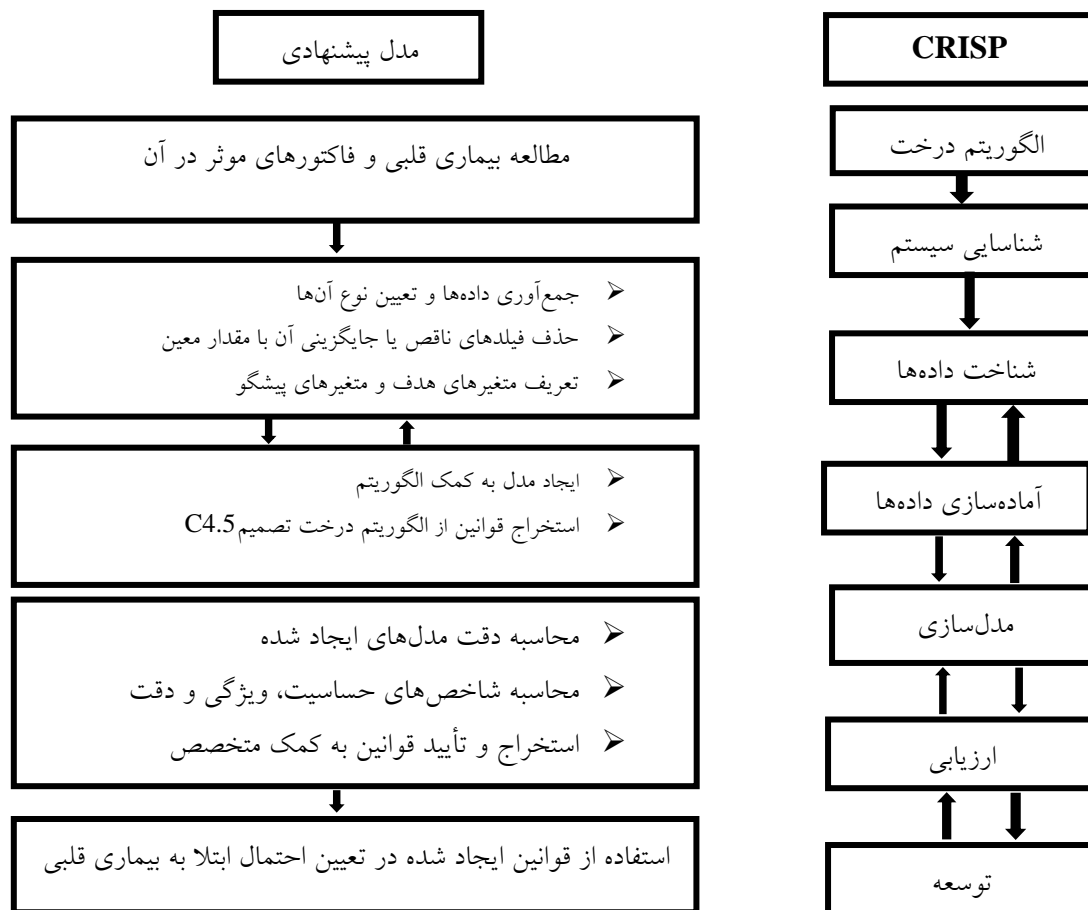 CRISP
الگوریتم درخت
شناسایی سیستم
شناخت داده‌ها
آماده‌سازی داده‌ها
مدل‌سازی
ارزیابی
توسعه
مدل پیشنهادی
مطالعه بیماری قلبی و فاکتورهای موثر در آن
➢ جمع‌آوری داده‌ها و تعیین نوع آن‌ها
➢ حذف فیلدهای ناقص یا جایگزینی آن با مقدار معین
➢ تعریف متغیرهای هدف و متغیرهای پیشگو
➢ ایجاد مدل به کمک الگوریتم
➢ استخراج قوانین از الگوریتم درخت تصمیم C4.5
➢ محاسبه دقت مدل‌های ایجاد شده
➢ محاسبه شاخص‌های حساسیت، ویژگی و دقت
➢ استخراج و تأیید قوانین به کمک متخصص
استفاده از قوانین ایجاد شده در تعیین احتمال ابتلا به بیماری قلبی